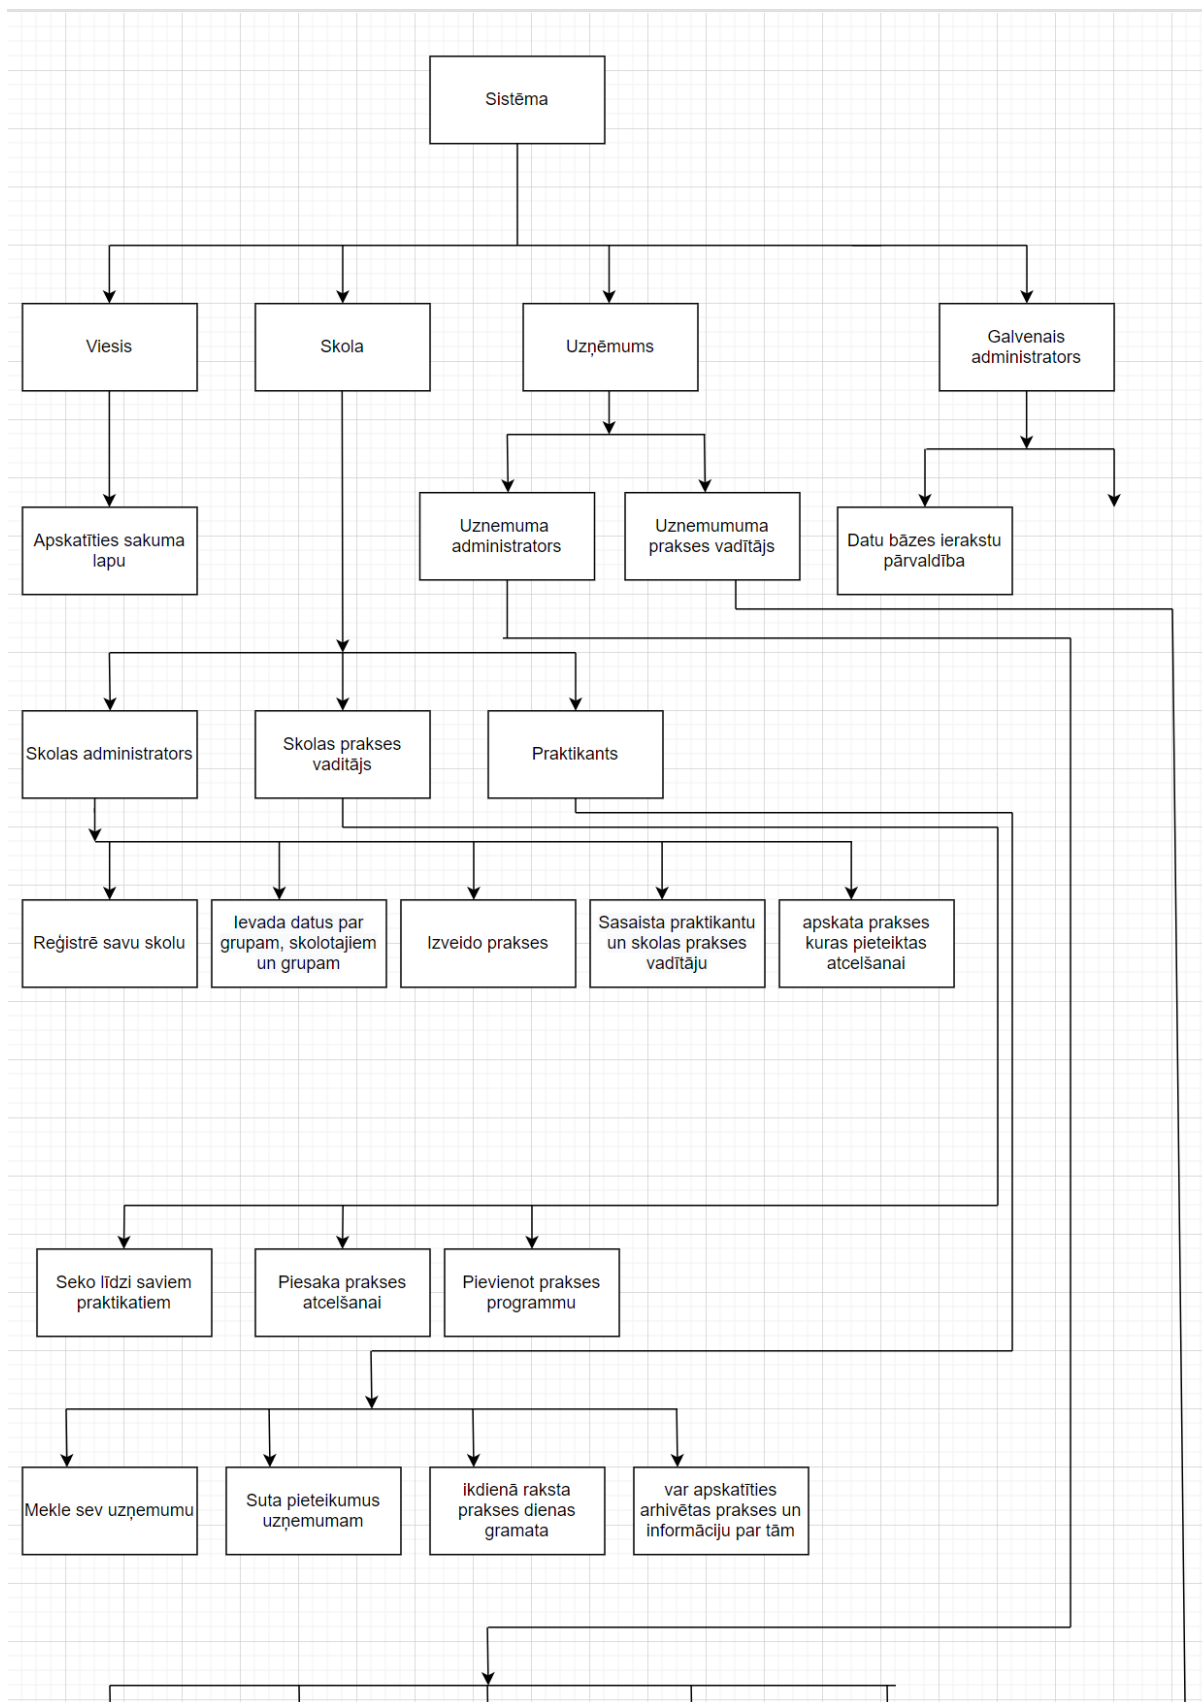 Sistēma
Viesis
Skola
Uzņēmums
Galvenais
administrators
Apskatīties sakuma
lapu
Uznemuma
administrators
Uznemumuma
prakses vadītājs
Datu bāzes ierakstu
pārvaldība
Skolas administrators
Skolas prakses
vaditājs
Praktikants
Reģistrē savu skolu
Ievada datus par
grupam, skolotajiem
un grupam
Izveido prakses
Sasaista praktikantu
un skolas prakses
vadītāju
apskata prakses
kuras pieteiktas
atcelšanai
Seko līdzi saviem
praktikatiem
Piesaka prakses
atcelšanai
Pievienot prakses
programmu
Mekle sev uzņemumu
Suta pieteikumus
uzņemumam
ikdienā raksta
prakses dienas
gramata
var apskatīties
arhivētas prakses un
informāciju par tām